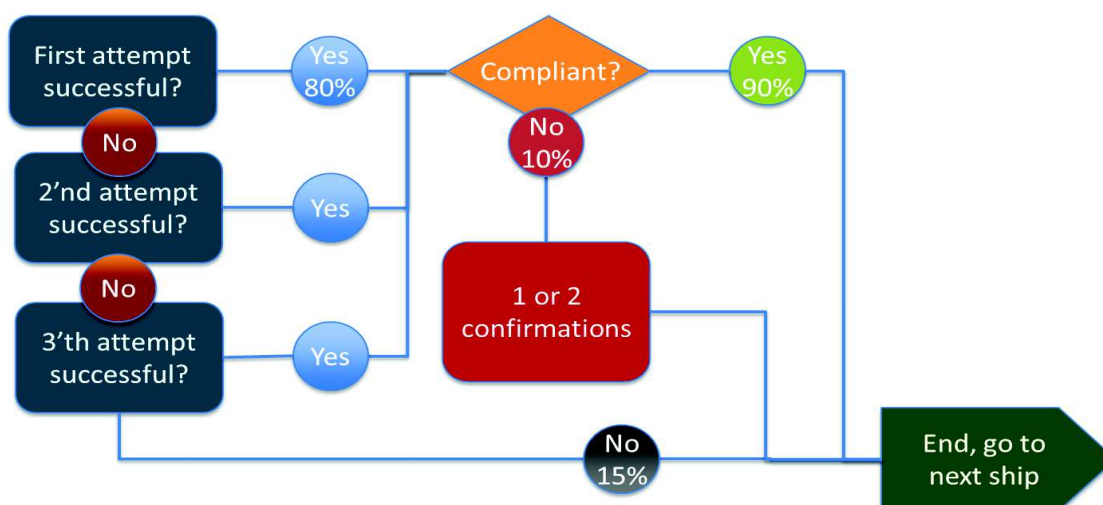 First attempt
successful?
Yes
80%
Compliant?
Yes
90%
No
No
10%
2’nd attempt
successful?
Yes
No
1 or 2
confirmations
3’th attempt
successful?
Yes
No
15%
End, go to
next ship